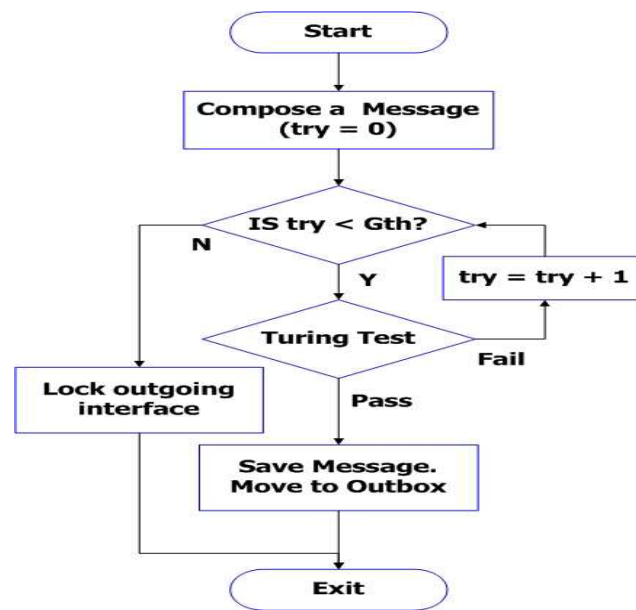 Start
Compose a Message
(try = 0)
IS try < Gth?
N
Y
try = try + 1
Turing Test
Fail
Lock outgoing
interface
Pass
Save Message.
Move to Outbox
Exit